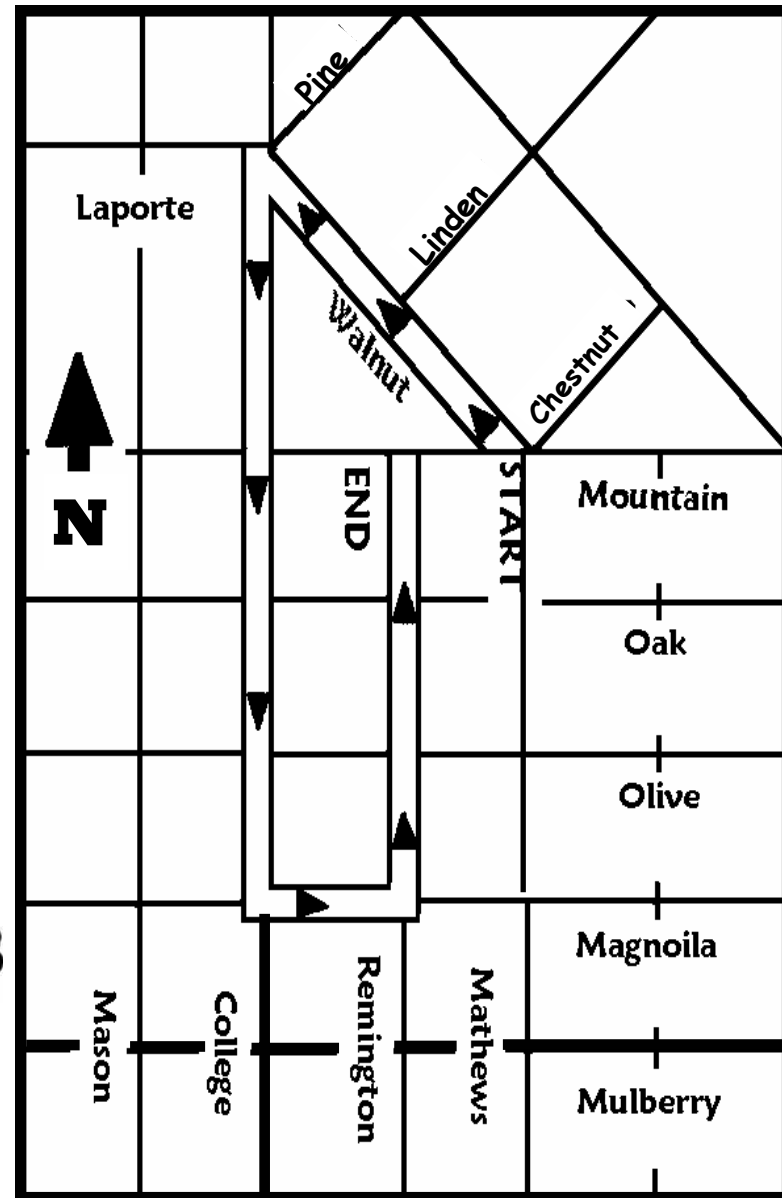 Pine
Laporte
Linden
Walnut
Chestnut
N
END
START
Mountain
Oak
Olive
Magnoila
Mason
College
Remington
Mathews
Mulberry